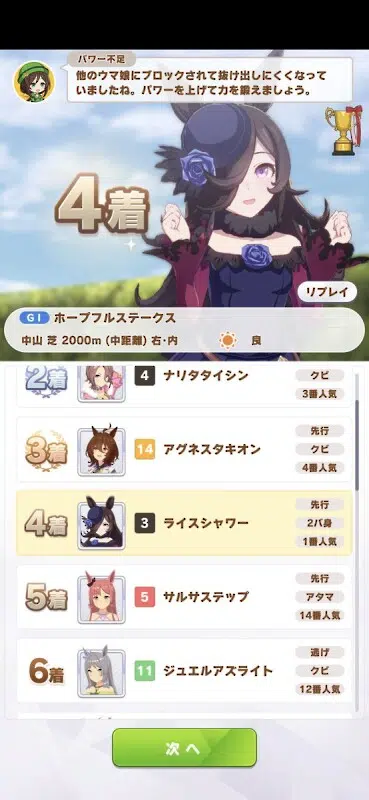 パワー不足
他のウマ娘にブロックされて抜け出しにくくなって
いましたね。パワーを上げて力を鍛えましょう。
4着
リプレイ
GI ホープフルステークス
中山 芝 2000m (中距離) 右・内 良
2着 4 ナリタタイシン
クビ
3番人気
3着 14 アグネスタキオン
先行
クビ
4番人気
4着 3 ライスシャワー
先行
2バ身
1番人気
5着 5 サルサステップ
先行
アタマ
14番人気
6着 11 ジュエルアズライト
逃げ
クビ
12番人気
次へ